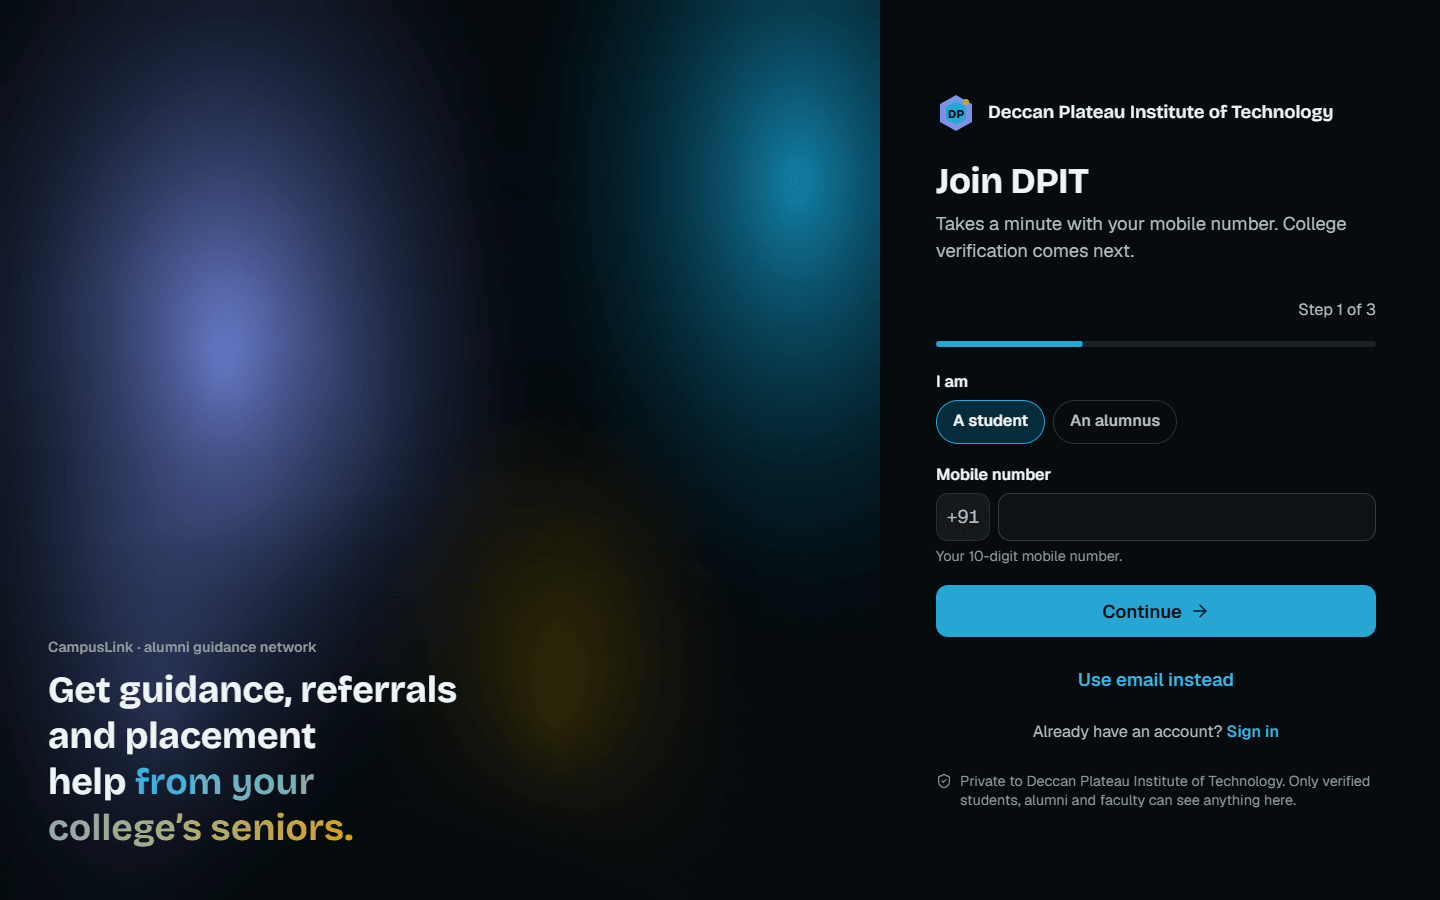 CampusLink · alumni guidance network
Get guidance, referrals
and placement
help from your
college's seniors.
DP
Deccan Plateau Institute of Technology
Join DPIT
Takes a minute with your mobile number. College
verification comes next.
Step 1 of 3
I am
A student
An alumnus
Mobile number
+91
Your 10-digit mobile number.
Continue →
Use email instead
Already have an account? Sign in
Private to Deccan Plateau Institute of Technology. Only verified
students, alumni and faculty can see anything here.